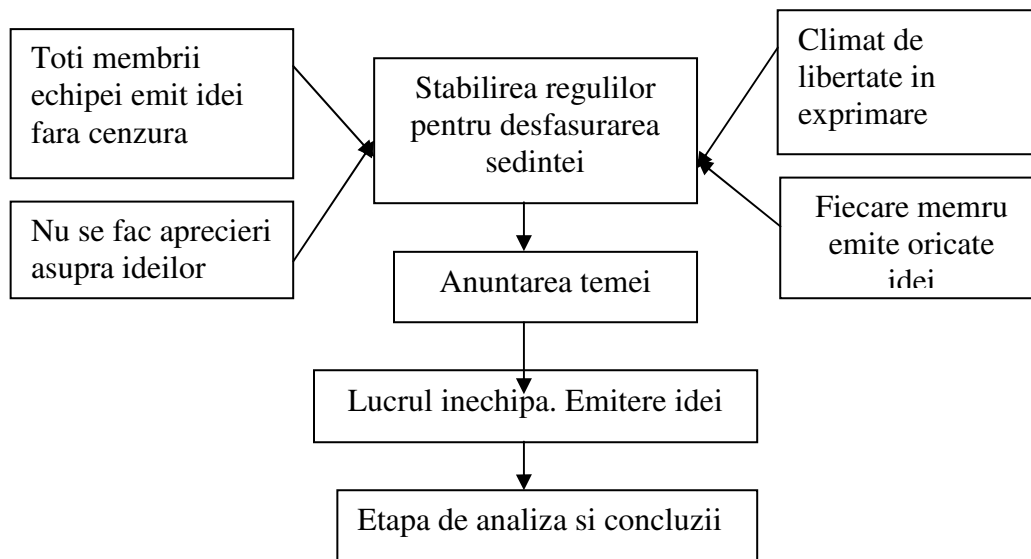 Toti membrii
echipei emit idei
fara cenzura
Nu se fac aprecieri
asupra ideilor
Stabilirea regulilor
pentru desfasurarea
sedintei
Climat de
libertate in
exprimare
Fiecare memru
emite oricate
idei
Anuntarea temei
Lucrul inechipa. Emitere idei
Etapa de analiza si concluzii